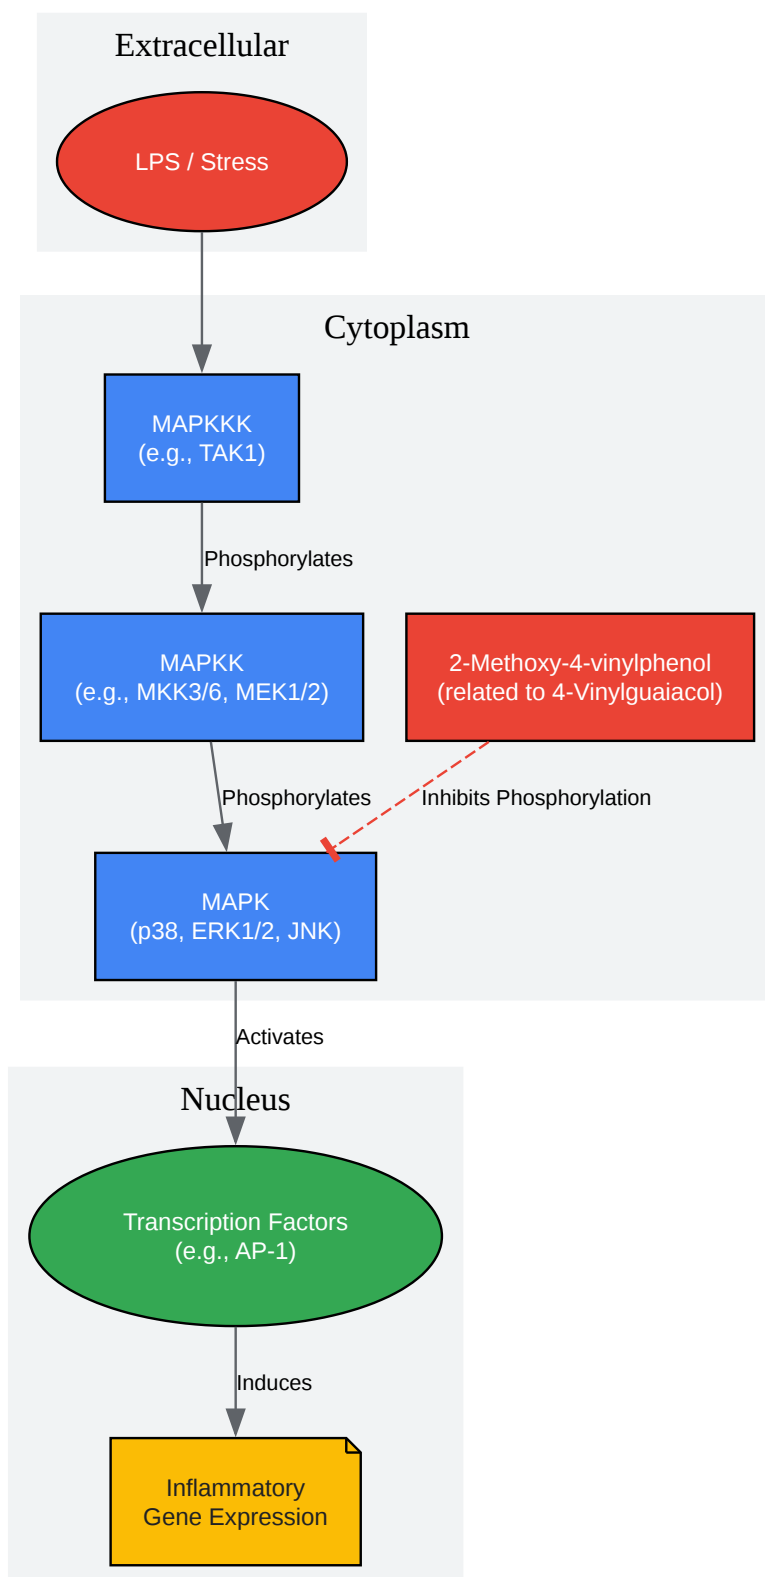 Extracellular
LPS / Stress
Cytoplasm
MAPKKK
(e.g., TAK1)
Phosphorylates
MAPKK
(e.g., MKK3/6, MEK1/2)
2-Methoxy-4-vinylphenol
(related to 4-Vinylguaiacol)
Phosphorylates
Inhibits Phosphorylation
MAPK
(p38, ERK1/2, JNK)
Activates
Nucleus
Transcription Factors
(e.g., AP-1)
Induces
Inflammatory
Gene Expression